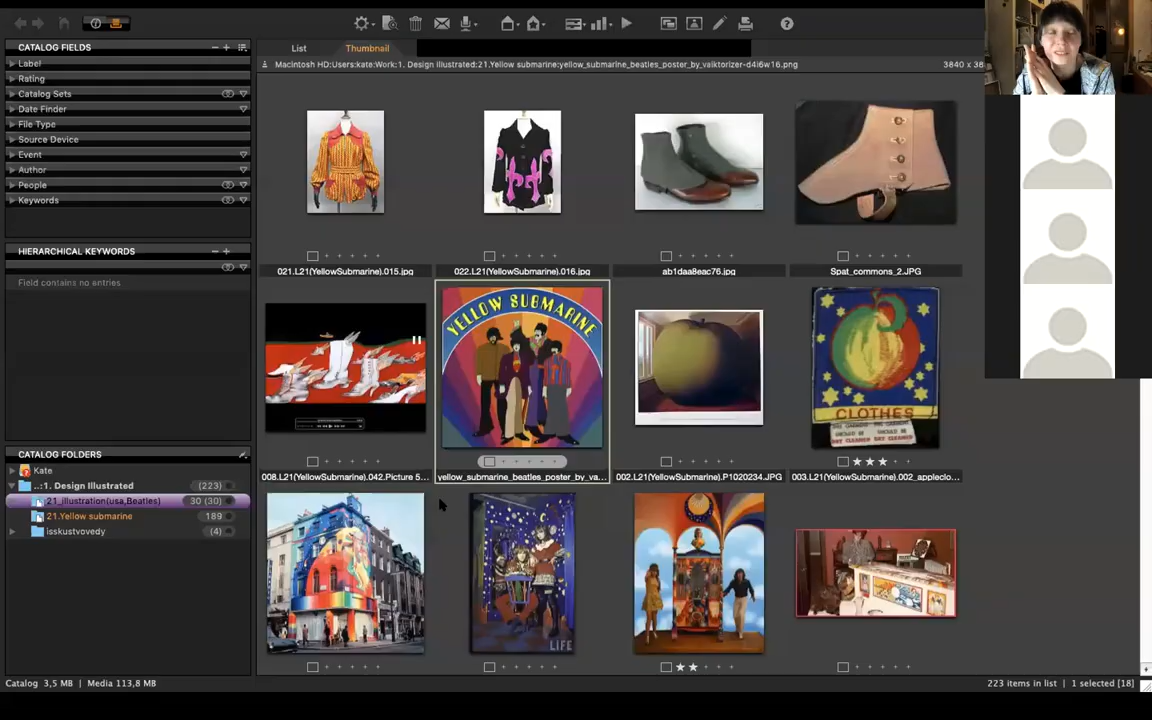 List
Thumbnail
CATALOG FIELDS
Macintosh HD:Users:kate:Work:1. Design illustrated:21.Yellow submarine:yellow_submarine_beatles_poster_by_valktorizer-d4i6w16.png
3840 x 38
Label
Rating
Catalog Sets
Date Finder
File Type
Source Device
Event
Author
People
Keywords
HIERARCHICAL KEYWORDS
Field contains no entries
021.L21(YellowSubmarine).015.jpg
022.L21(YellowSubmarine).016.jpg
ab1daa8eac76.jpg
Spat_commons_2.JPG
YELLOW SUBMARINE
CLOTHES
008.L21(YellowSubmarine).042.Picture 5...
yellow_submarine_beatles_poster_by_va...
002.L21(YellowSubmarine).P1020234.JPG
003.L21(YellowSubmarine).002_appleclo...
CATALOG FOLDERS
Kate
..:1. Design Illustrated (223)
21_illustration(usa,Beatles) 30 (30)
21.Yellow submarine 189
isskustvovedy (4)
LIFE
Catalog 3,5 MB | Media 113,8 MB
223 items in list | 1 selected [18]